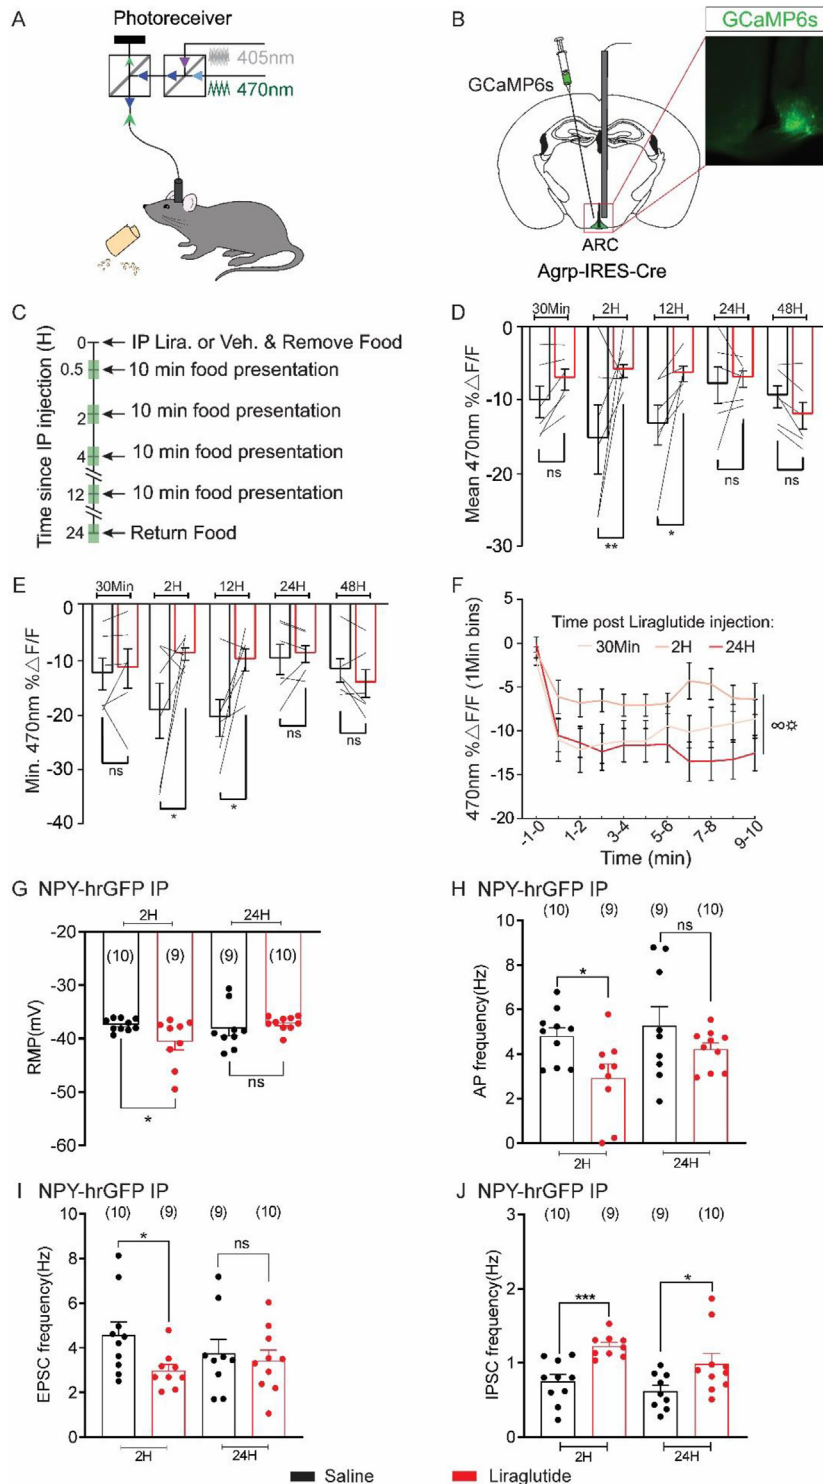 A
Photoreceiver
405nm
470nm
B
GCaMP6s
GCaMP6s
ARC
Agrp-IRES-Cre
C
Time since IP injection (H)
0 IP Lira. or Veh. & Remove Food
0.5 10 min food presentation
2 10 min food presentation
4 10 min food presentation
12 10 min food presentation
24 Return Food
D
30Min 2H 12H 24H 48H
Mean 470nm %△F/F
0
-10
-20
-30
ns ** * ns ns
E
30Min 2H 12H 24H 48H
Min. 470nm %△F/F
0
-10
-20
-30
-40
ns * * ns ns
F
Time post Liraglutide injection:
30Min 2H 24H
470nm %△F/F (1Min bins)
5
0
-5
-10
-15
-20
∞☼
-1-0 1-2 3-4 5-6 7-8 9-10
Time (min)
G NPY-hrGFP IP
2H 24H
RMP(mV)
-20
-30
-40
-50
-60
(10) (9) (9) (10)
* ns
H NPY-hrGFP IP
(10) (9) (9) (10)
AP frequency(Hz)
10
8
6
4
2
0
* ns
2H 24H
I NPY-hrGFP IP
(10) (9) (9) (10)
EPSC frequency(Hz)
10
8
6
4
2
0
* ns
2H 24H
J NPY-hrGFP IP
(10) (9) (9) (10)
IPSC frequency(Hz)
3
2
1
0
*** *
2H 24H
Saline Liraglutide